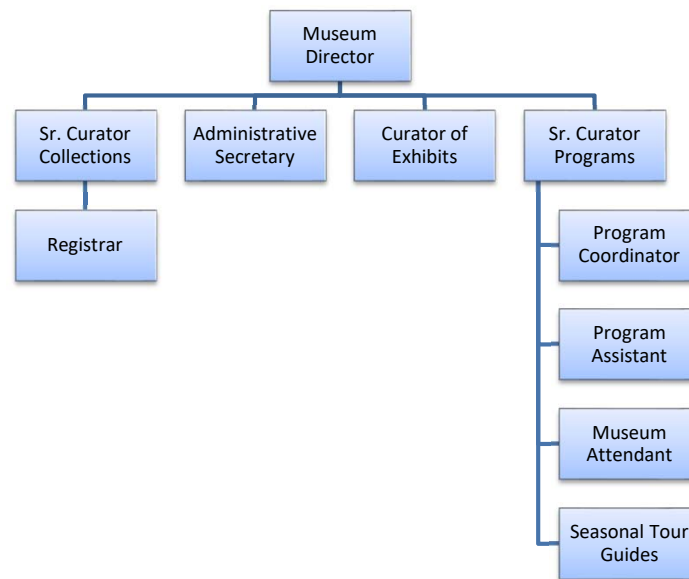 Museum
Director
Sr. Curator
Collections
Administrative
Secretary
Curator of
Exhibits
Sr. Curator
Programs
Registrar
Program
Coordinator
Program
Assistant
Museum
Attendant
Seasonal Tour
Guides